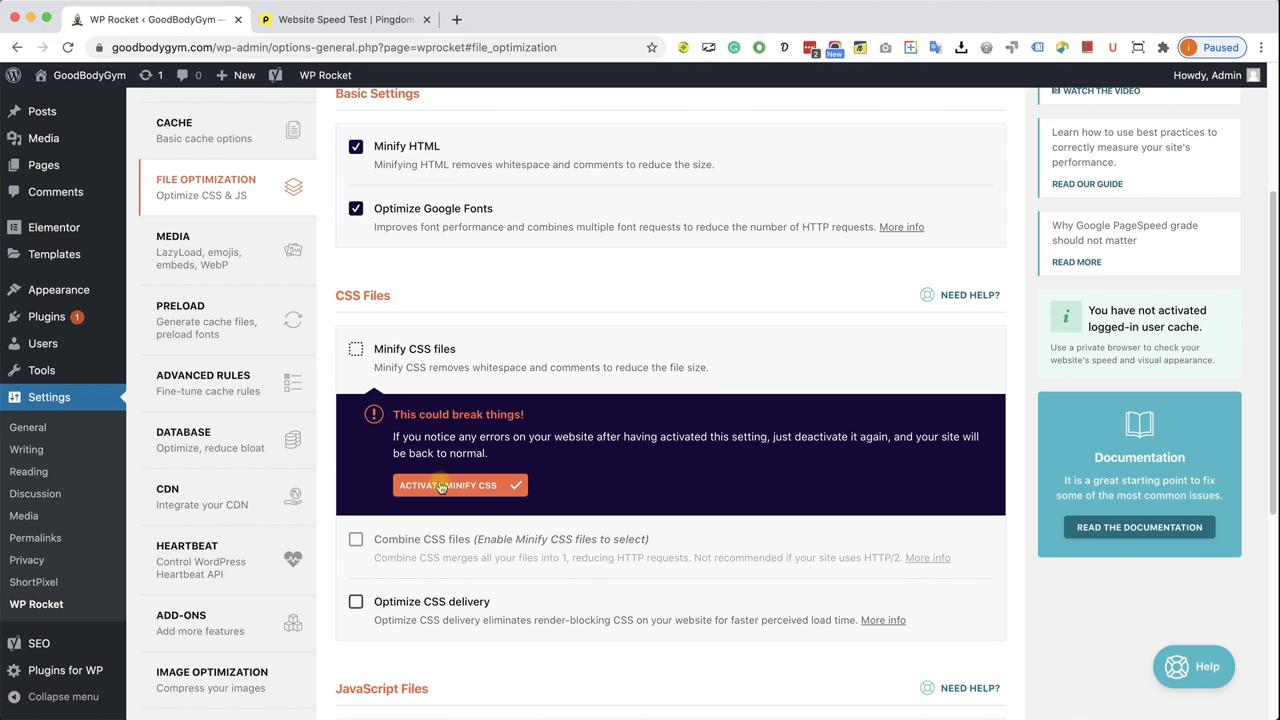 WP Rocket ‹ GoodBodyGym —
Website Speed Test | Pingdom
goodbodygym.com/wp-admin/options-general.php?page=wprocket#file_optimization
2
New
i
Paused
GoodBodyGym
1
0
New
WP Rocket
Howdy, Admin
Posts
Media
Pages
Comments
Elementor
Templates
Appearance
Plugins 1
Users
Tools
Settings
General
Writing
Reading
Discussion
Media
Permalinks
Privacy
ShortPixel
WP Rocket
SEO
Plugins for WP
Collapse menu
CACHE
Basic cache options
FILE OPTIMIZATION
Optimize CSS & JS
MEDIA
LazyLoad, emojis,
embeds, WebP
PRELOAD
Generate cache files,
preload fonts
ADVANCED RULES
Fine-tune cache rules
DATABASE
Optimize, reduce bloat
CDN
Integrate your CDN
HEARTBEAT
Control WordPress
Heartbeat API
ADD-ONS
Add more features
IMAGE OPTIMIZATION
Compress your images
Basic Settings
Minify HTML
Minifying HTML removes whitespace and comments to reduce the size.
Optimize Google Fonts
Improves font performance and combines multiple font requests to reduce the number of HTTP requests. More info
CSS Files
NEED HELP?
Minify CSS files
Minify CSS removes whitespace and comments to reduce the file size.
This could break things!
If you notice any errors on your website after having activated this setting, just deactivate it again, and your site will
be back to normal.
ACTIVATE MINIFY CSS
Combine CSS files (Enable Minify CSS files to select)
Combine CSS merges all your files into 1, reducing HTTP requests. Not recommended if your site uses HTTP/2. More info
Optimize CSS delivery
Optimize CSS delivery eliminates render-blocking CSS on your website for faster perceived load time. More info
JavaScript Files
NEED HELP?
WATCH THE VIDEO
Learn how to use best practices to
correctly measure your site's
performance.
READ OUR GUIDE
Why Google PageSpeed grade
should not matter
READ MORE
You have not activated
logged-in user cache.
Use a private browser to check your
website's speed and visual appearance.
Documentation
It is a great starting point to fix
some of the most common issues.
READ THE DOCUMENTATION
Help